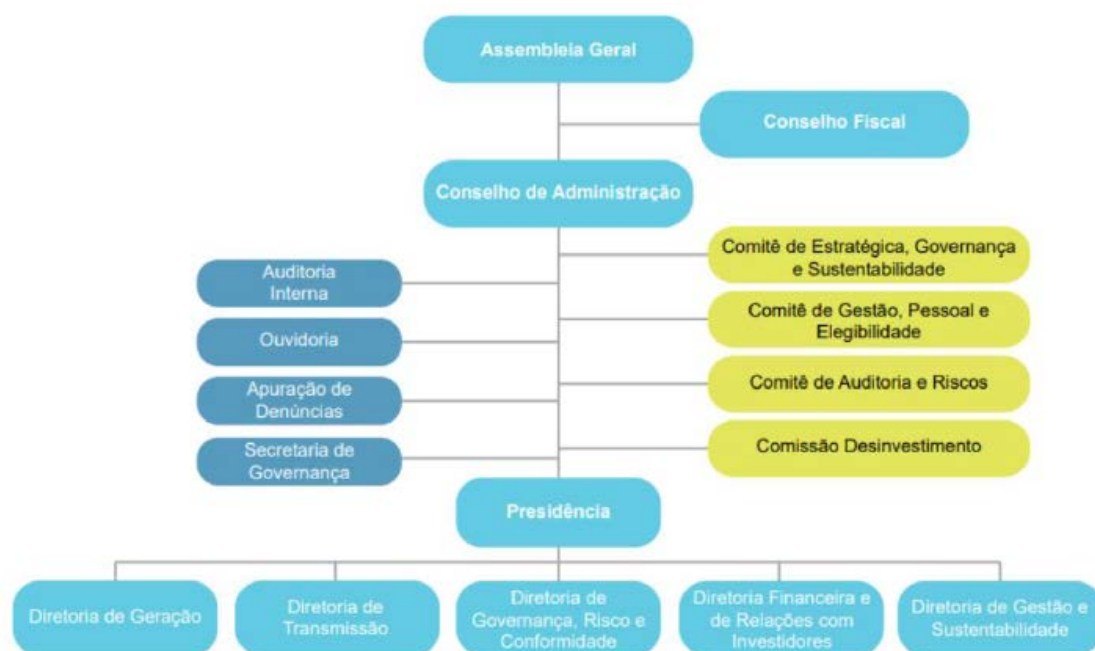 Assembleia Geral
Conselho Fiscal
Conselho de Administração
Comitê de Estratégica, Governança
e Sustentabilidade
Auditoria
Interna
Comitê de Gestão, Pessoal e
Elegibilidade
Ouvidoria
Comitê de Auditoria e Riscos
Apuração de
Denúncias
Comissão Desinvestimento
Secretaria de
Governança
Presidência
Diretoria de Geração
Diretoria de
Transmissão
Diretoria de
Governança, Risco e
Conformidade
Diretoria Financeira e
de Relações com
Investidores
Diretoria de Gestão e
Sustentabilidade